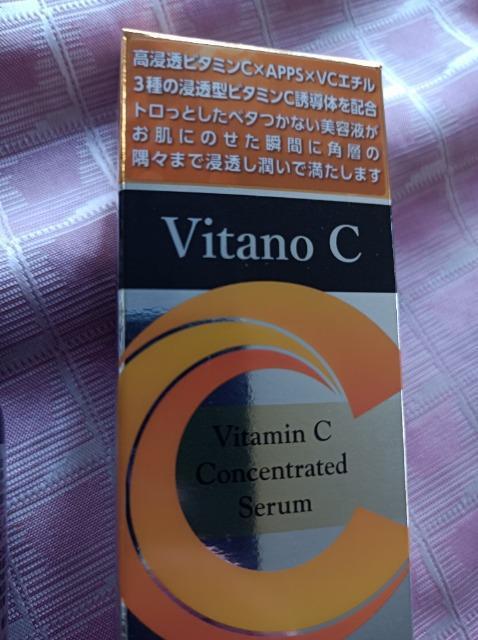 高浸透ビタミンC×APPS×VCエチル
3種の浸透型ビタミンC誘導体を配合
トロっとしたベタつかない美容液が
お肌にのせた瞬間に角層の
隅々まで浸透し潤いで満たします
Vitano C
Vitamin C
Concentrated
Serum